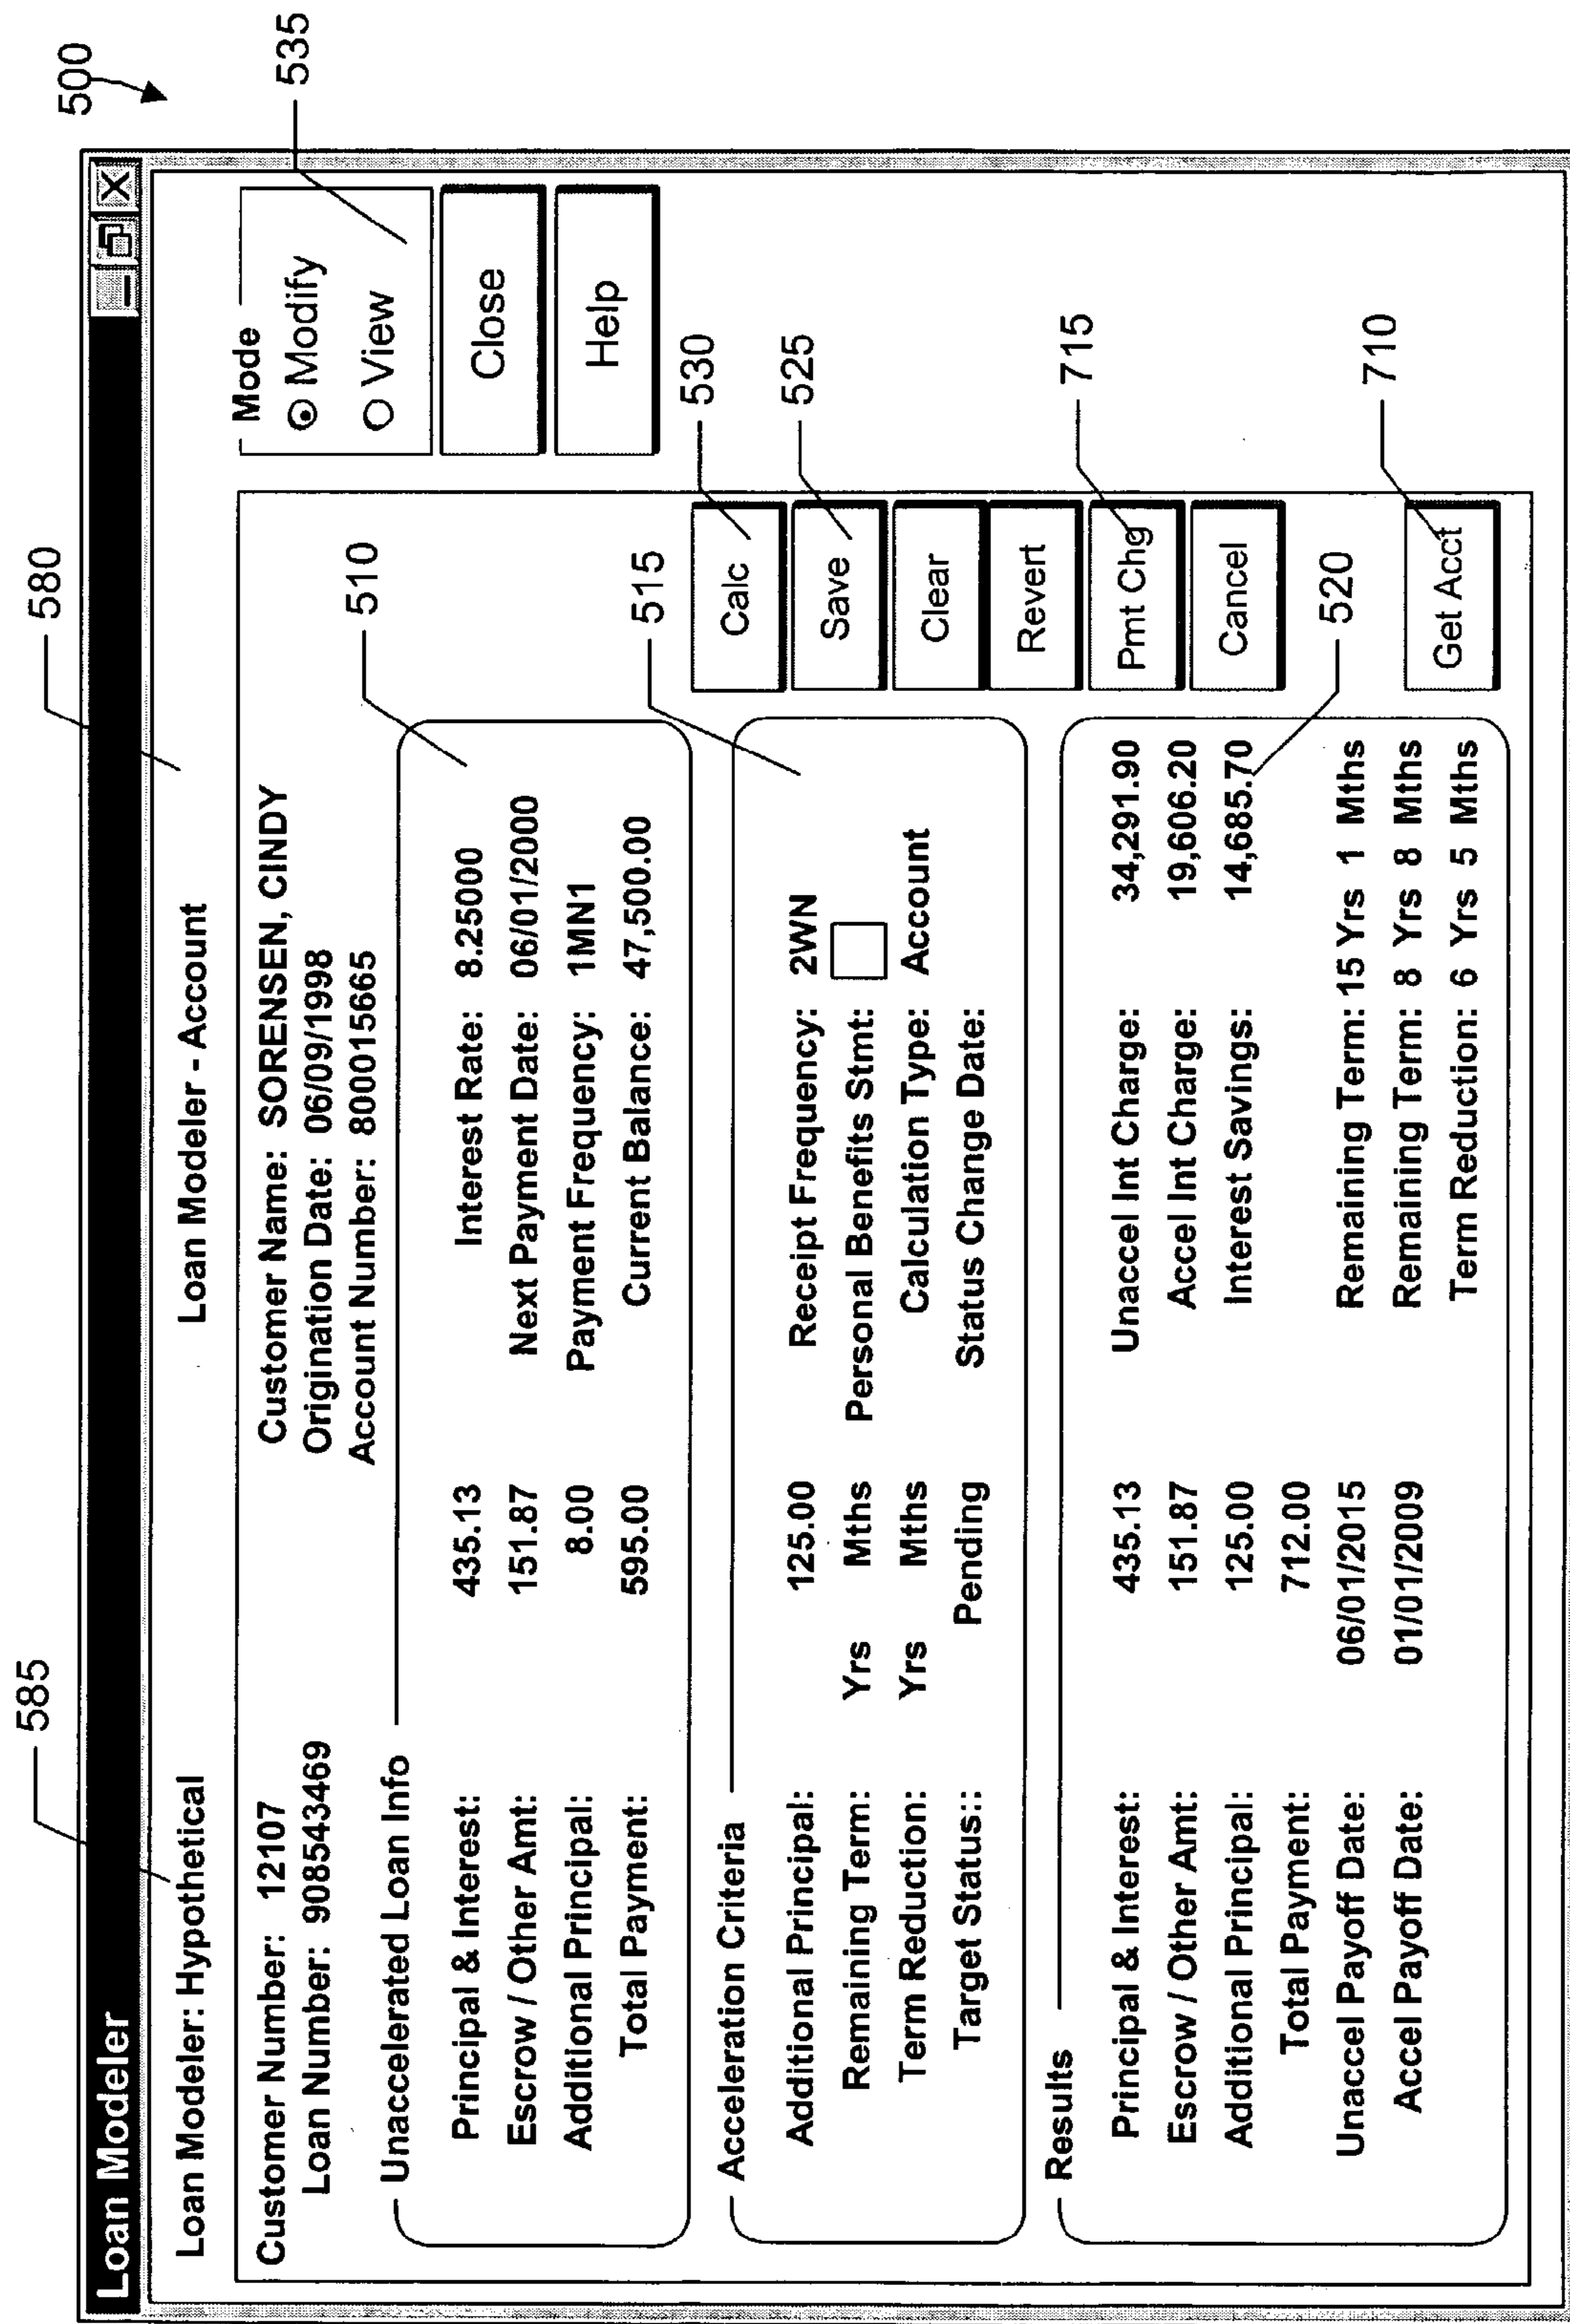 500
580
585
Loan Modeler
Loan Modeler: Hypothetical
Loan Modeler - Account
535
Mode
Modify
View
Close
Help
Customer Number: 12107
Customer Name: SORENSEN, CINDY
Loan Number: 908543469
Origination Date: 06/09/1998
Account Number: 800015665
510
Unaccelerated Loan Info
Principal & Interest: 435.13 Interest Rate: 8.25000
Escrow / Other Amt: 151.87 Next Payment Date: 06/01/2000
Additional Principal: 8.00 Payment Frequency: 1MN1
Total Payment: 595.00 Current Balance: 47,500.00
515
Acceleration Criteria
Additional Principal: 125.00 Receipt Frequency: 2WN
Remaining Term: Yrs Mths Personal Benefits Stmt:
Term Reduction: Yrs Mths Calculation Type: Account
Target Status:: Pending Status Change Date:
Calc
530
Save
525
Clear
Revert
Pmt Chg
715
Cancel
520
Get Acct
710
Results
Principal & Interest: 435.13 Unaccel Int Charge: 34,291.90
Escrow / Other Amt: 151.87 Accel Int Charge: 19,606.20
Additional Principal: 125.00 Interest Savings: 14,685.70
Total Payment: 712.00
Unaccel Payoff Date: 06/01/2015 Remaining Term: 15 Yrs 1 Mths
Accel Payoff Date: 01/01/2009 Remaining Term: 8 Yrs 8 Mths
Term Reduction: 6 Yrs 5 Mths